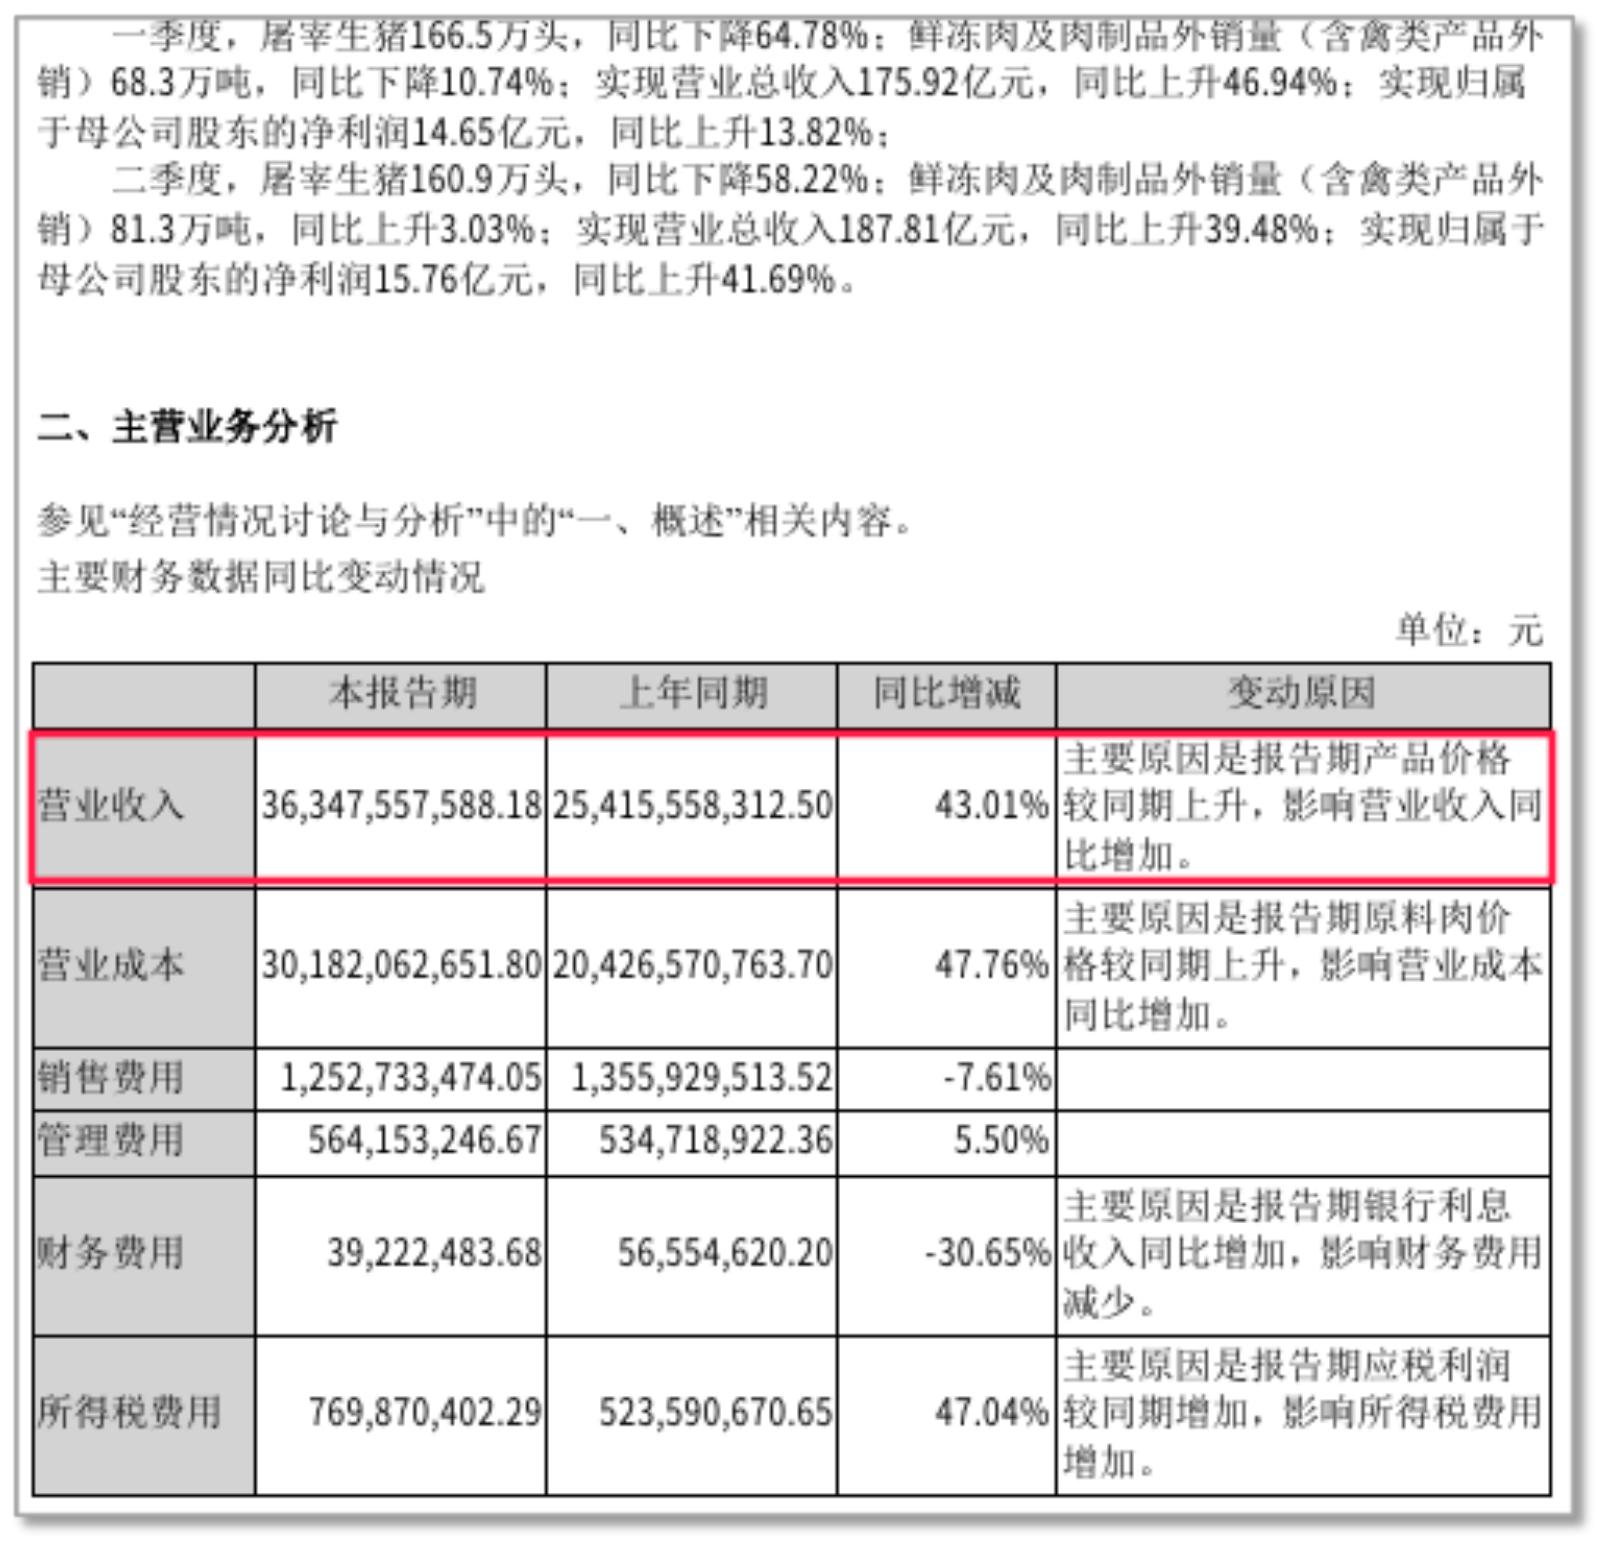 一季度，屠宰生猪166.5万头，同比下降64.78%；鲜冻肉及肉制品外销量（含禽类产品外
销）68.3万吨，同比下降10.74%；实现营业总收入175.92亿元，同比上升46.94%；实现归属
于母公司股东的净利润14.65亿元，同比上升13.82%；
二季度，屠宰生猪160.9万头，同比下降58.22%；鲜冻肉及肉制品外销量（含禽类产品外
销）81.3万吨，同比上升3.03%；实现营业总收入187.81亿元，同比上升39.48%；实现归属于
母公司股东的净利润15.76亿元，同比上升41.69%。
二、主营业务分析
参见“经营情况讨论与分析”中的“一、概述”相关内容。
主要财务数据同比变动情况
单位：元
本报告期 上年同期 同比增减 变动原因
营业收入 36,347,557,588.18 25,415,558,312.50 43.01% 主要原因是报告期产品价格
较同期上升，影响营业收入同
比增加。
营业成本 30,182,062,651.80 20,426,570,763.70 47.76% 主要原因是报告期原料肉价
格较同期上升，影响营业成本
同比增加。
销售费用 1,252,733,474.05 1,355,929,513.52 -7.61%
管理费用 564,153,246.67 534,718,922.36 5.50%
财务费用 39,222,483.68 56,554,620.20 -30.65% 主要原因是报告期银行利息
收入同比增加，影响财务费用
减少。
所得税费用 769,870,402.29 523,590,670.65 47.04% 主要原因是报告期应税利润
较同期增加，影响所得税费用
增加。